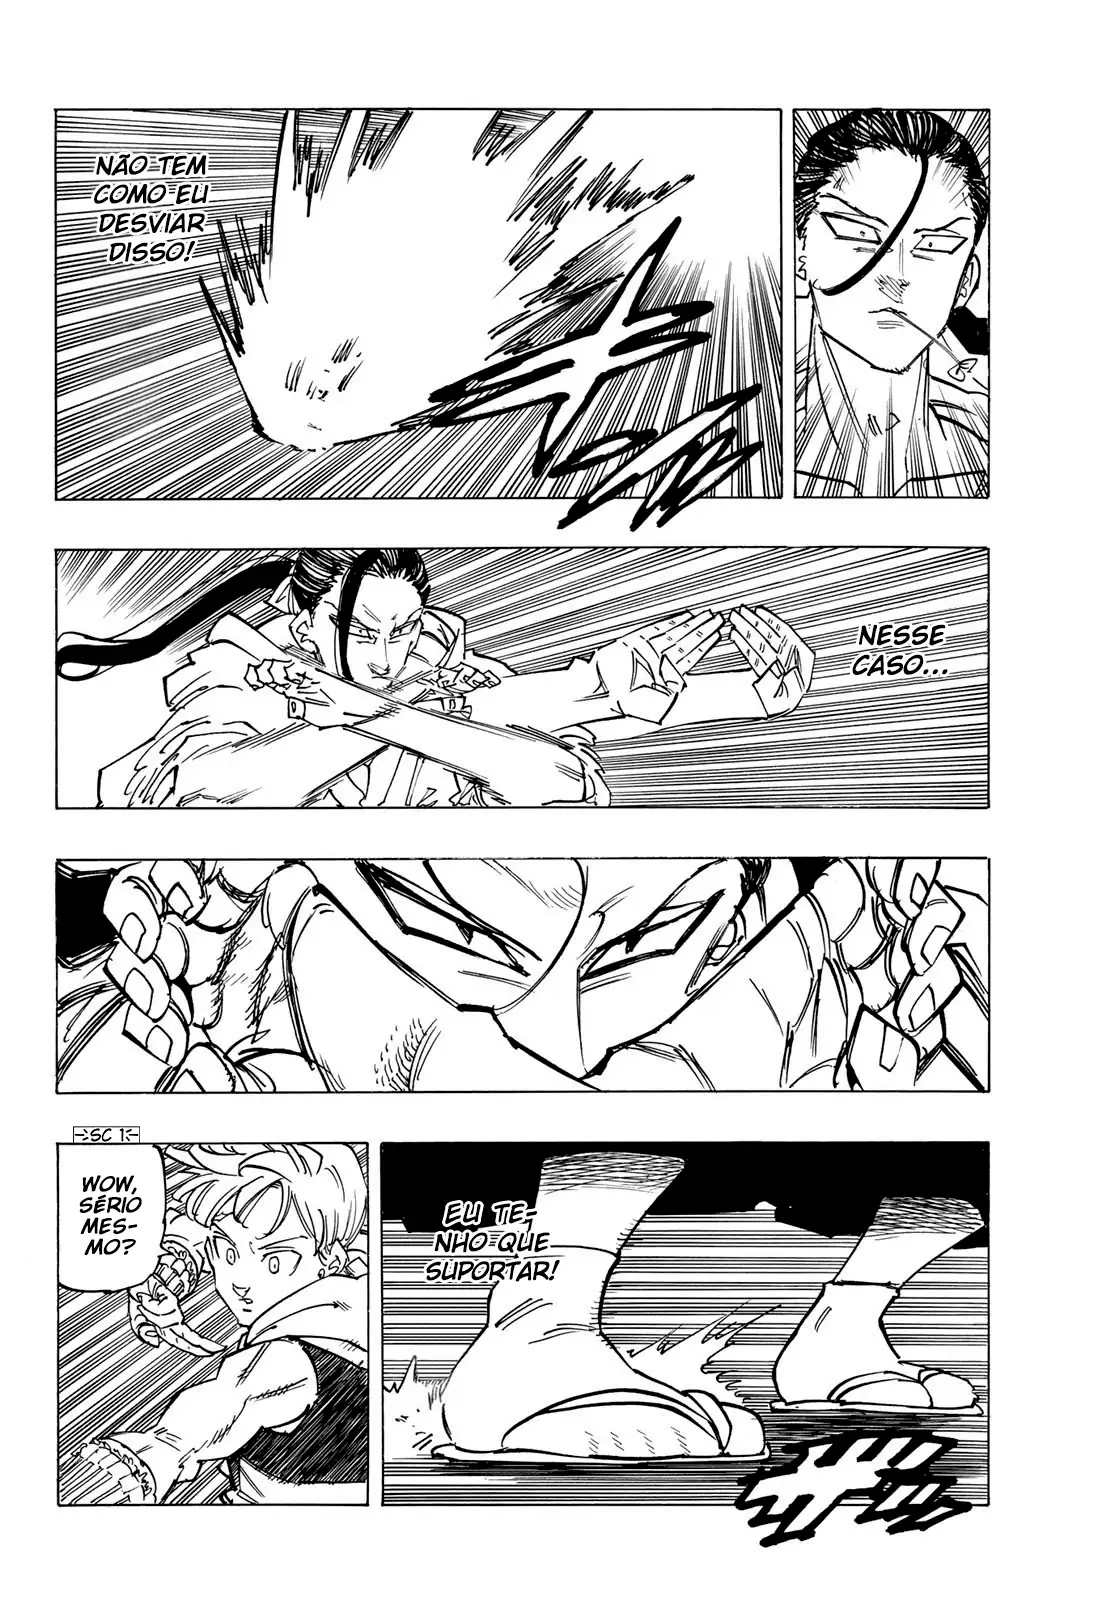 NÃO TEM
COMO EU
DESVIAR
DISSO!
NESSE
CASO...
EU TE-
NHO QUE
SUPORTAR!
SC 1
WOW,
SÉRIO
MES-
MO?